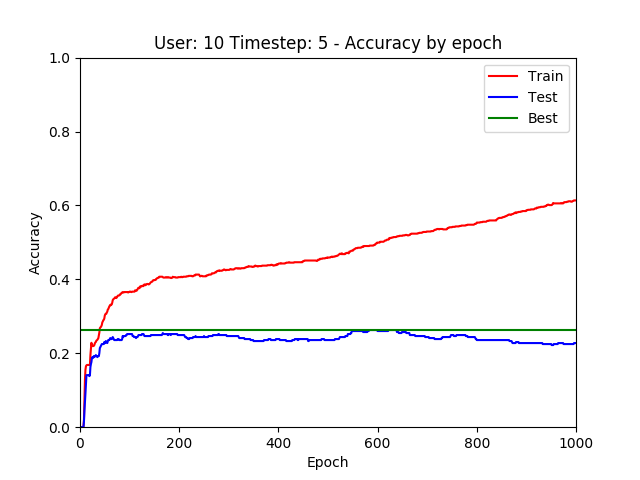 User: 10 Timestep: 5 - Accuracy by epoch
Train
Test
Best
Accuracy
1.0
0.8
0.6
0.4
0.2
0.0
0 200 400 600 800 1000
Epoch